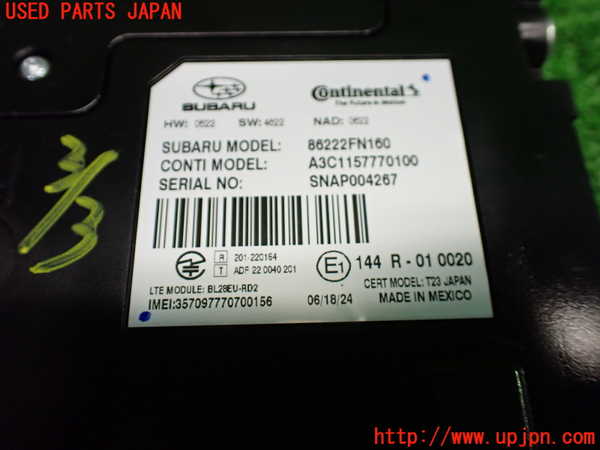 USED PARTS JAPAN
SUBARU
Continental
The Future in Motion
HW: 0622 SW: 4622 NAD: 0622
SUBARU MODEL: 86222FN160
CONTI MODEL: A3C1157770100
SERIAL NO: SNAP004267
R 201-220164
T ADF 22 0040 201
E1 144 R - 01 0020
LTE MODULE: BL28EU-RD2
CERT MODEL: T23 JAPAN
IMEI:357097770700156 06/18/24 MADE IN MEXICO
http://www.upjpn.com/